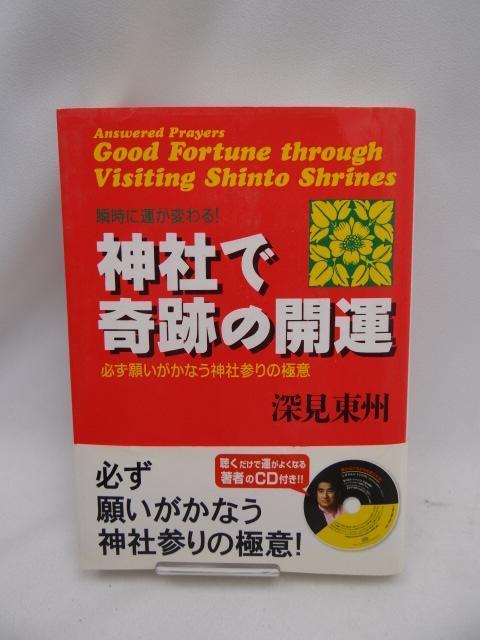 Answered Prayers
Good Fortune through
Visiting Shinto Shrines
瞬時に運が変わる!
神社で
奇跡の開運
必ず願いがかなう神社参りの極意
深見東州
聴くだけで運がよくなる
著者のCD付き!!
必ず
願いがかなう
神社参りの極意!